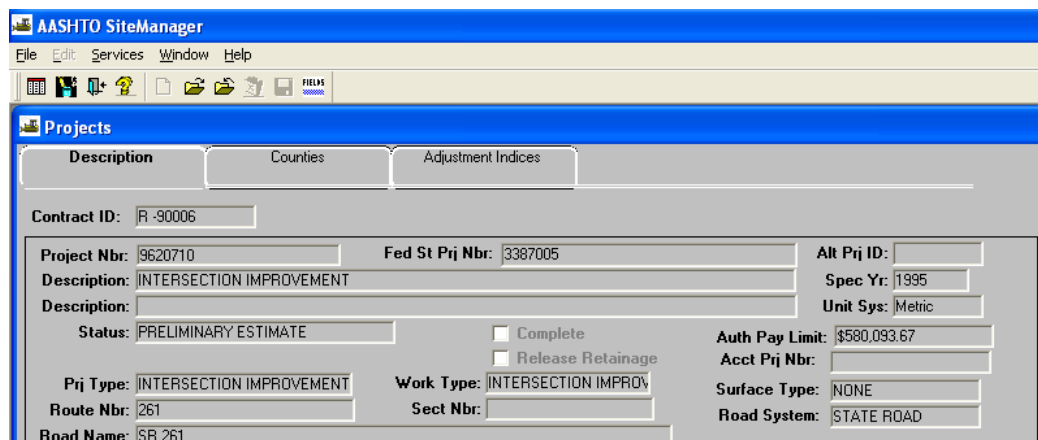 AASHTO SiteManager
File Edit Services Window Help
FIELDS
Projects
Description Counties Adjustment Indices
Contract ID: R -90006
Project Nbr: 9620710 Fed St Prj Nbr: 3387005 Alt Prj ID:
Description: INTERSECTION IMPROVEMENT Spec Yr: 1995
Description: Unit Sys: Metric
Status: PRELIMINARY ESTIMATE Complete Auth Pay Limit: $580,093.67
Release Retainage Acct Prj Nbr:
Prj Type: INTERSECTION IMPROVEMENT Work Type: INTERSECTION IMPROV Surface Type: NONE
Route Nbr: 261 Sect Nbr: Road System: STATE ROAD
Road Name: SR 261